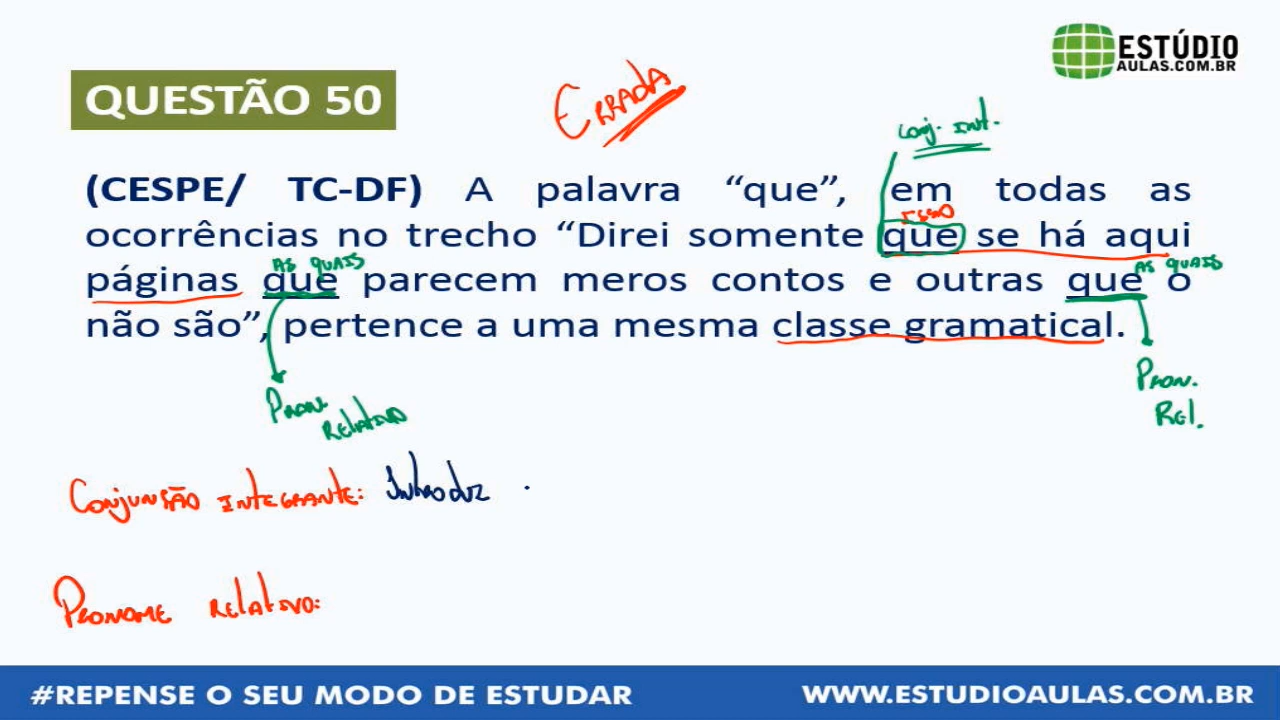 ESTÚDIO
AULAS.COM.BR
QUESTÃO 50
ERRADA
Conj. Int.
(CESPE/ TC-DF) A palavra “que”, em todas as
ISSO
ocorrências no trecho “Direi somente que se há aqui
AS QUAIS AS QUAIS
páginas que parecem meros contos e outras que o
não são”, pertence a uma mesma classe gramatical.
PRON. RELATIVO
PRON. REL.
CONJUNSÃO INTEGRANTE: Introduz .
PRONOME RELATIVO:
#REPENSE O SEU MODO DE ESTUDAR WWW.ESTUDIOAULAS.COM.BR